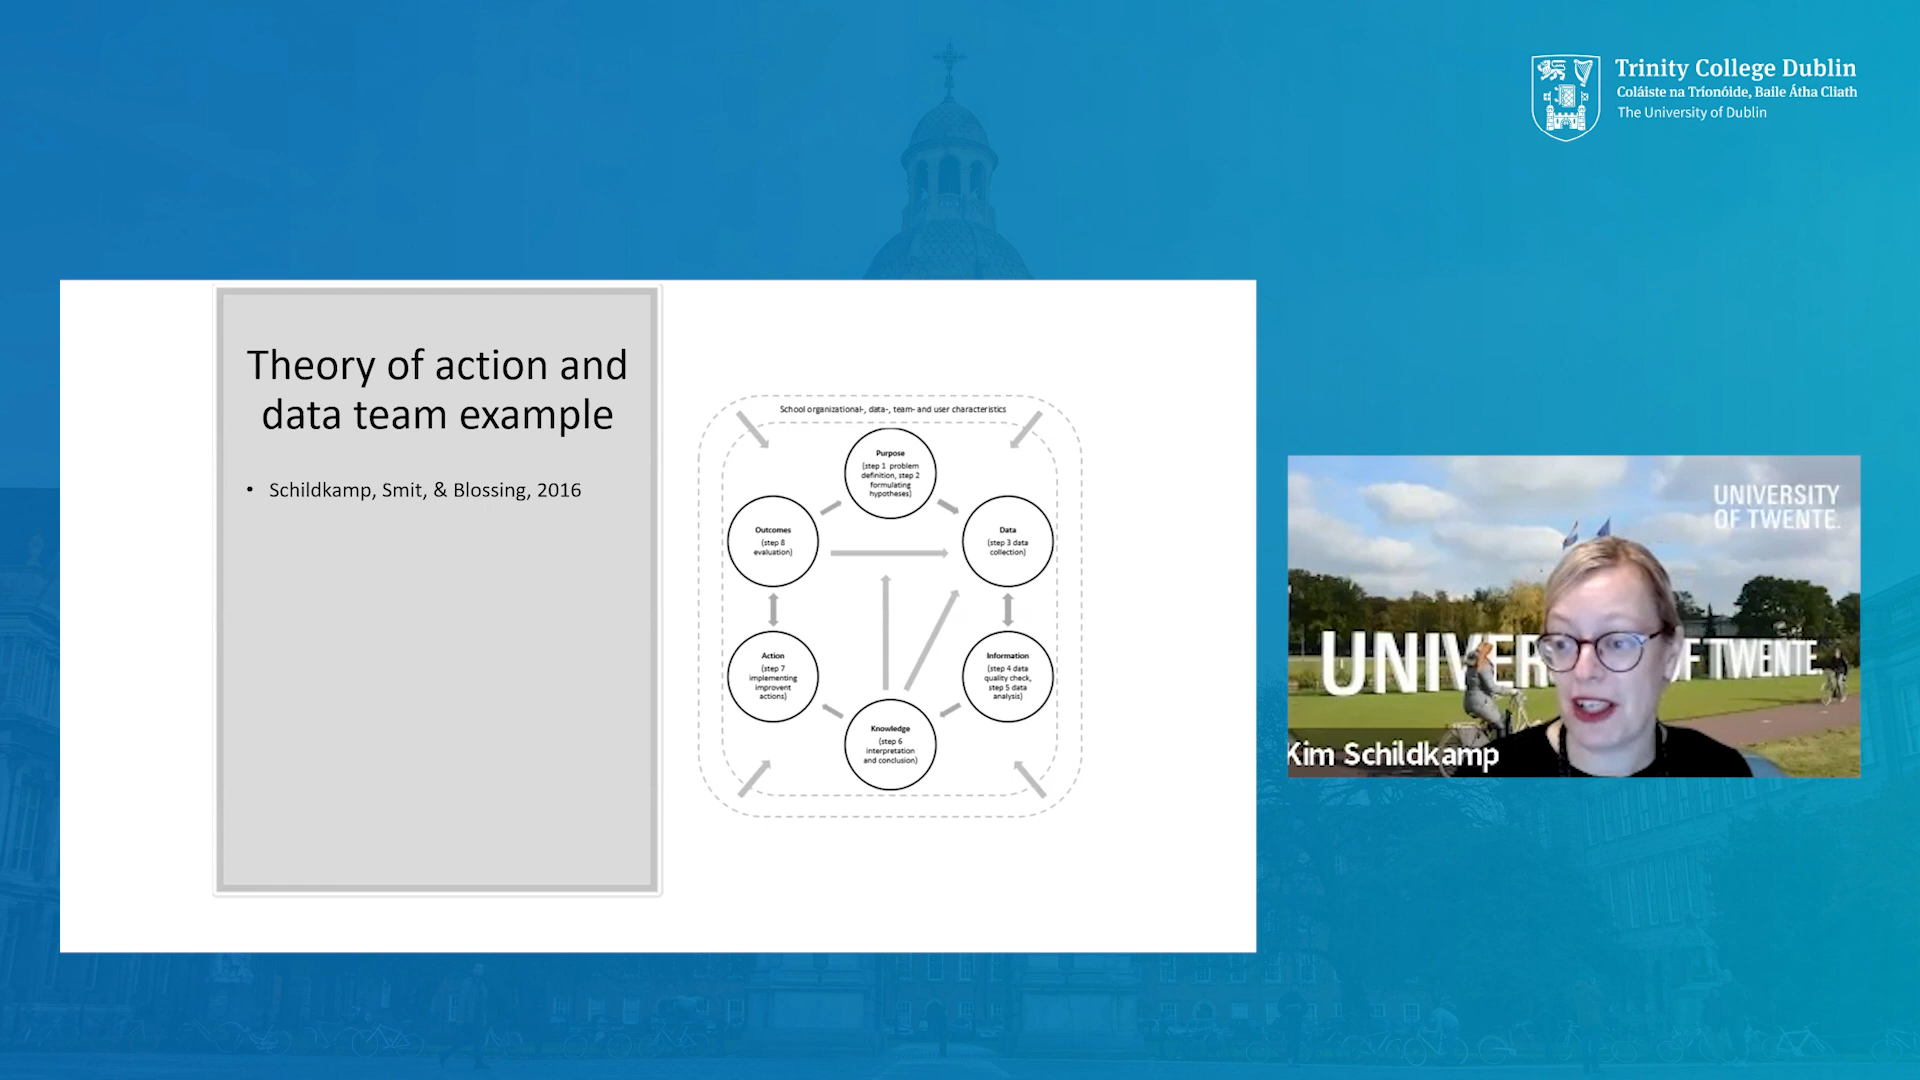 Trinity College Dublin
Coláiste na Tríonóide, Baile Átha Cliath
The University of Dublin
Theory of action and
data team example
• Schildkamp, Smit, & Blossing, 2016
School organizational-, data-, team- and user characteristics
Purpose
(step 1 problem
definition, step 2
formulating
hypotheses)
Outcomes
(step 8
evaluation)
Data
(step 3 data
collection)
Action
(step 7
implementing
improvent
actions)
Information
(step 4 data
quality check,
step 5 data
analysis)
Knowledge
(step 6
interpretation
and conclusion)
UNIVERSITY
OF TWENTE.
UNIVER F TWENTE.
Kim Schildkamp